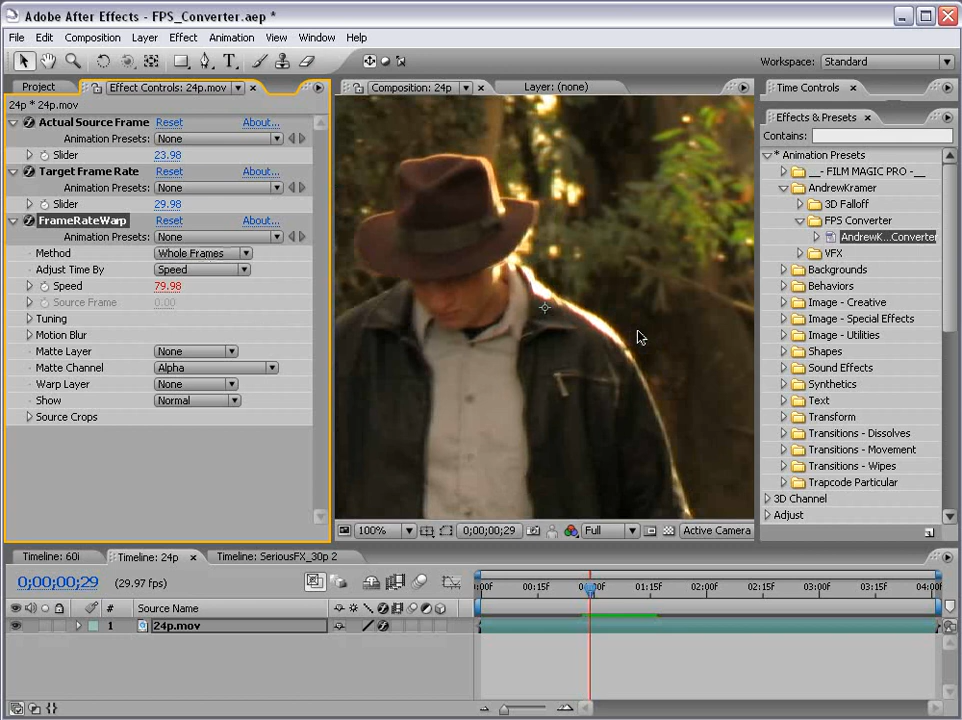 Adobe After Effects - FPS_Converter.aep *
File Edit Composition Layer Effect Animation View Window Help
Workspace: Standard
Project
Effect Controls: 24p.mov
24p * 24p.mov
Actual Source Frame Reset About...
Animation Presets: None
Slider 23.98
Target Frame Rate Reset About...
Animation Presets: None
Slider 29.98
FrameRateWarp Reset About...
Animation Presets: None
Method Whole Frames
Adjust Time By Speed
Speed 79.98
Source Frame 0.00
Tuning
Motion Blur
Matte Layer None
Matte Channel Alpha
Warp Layer None
Show Normal
Source Crops
Composition: 24p
Layer: (none)
100% 0;00;00;29 Full Active Camera
Time Controls
Effects & Presets
Contains:
* Animation Presets
__- FILM MAGIC PRO -__
AndrewKramer
3D Falloff
FPS Converter
AndrewK...Converter
VFX
Backgrounds
Behaviors
Image - Creative
Image - Special Effects
Image - Utilities
Shapes
Sound Effects
Synthetics
Text
Transform
Transitions - Dissolves
Transitions - Movement
Transitions - Wipes
Trapcode Particular
3D Channel
Adjust
Timeline: 60i
Timeline: 24p
Timeline: SeriousFX_30p 2
0;00;00;29 (29.97 fps)
:00F 00:15F 01:15F 02:00F 02:15F 03:00F 03:15F 04:00F
# Source Name
1 24p.mov